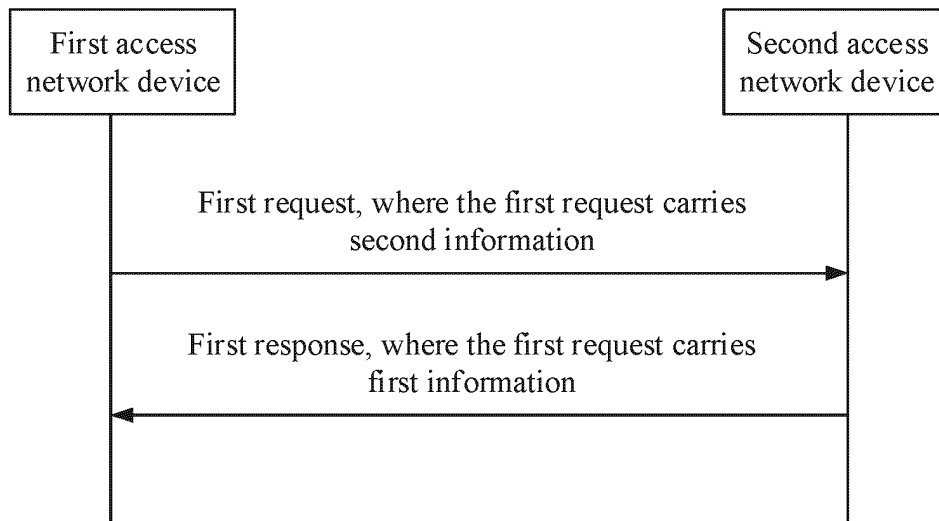 First access
network device
Second access
network device
First request, where the first request carries
second information
First response, where the first request carries
first information